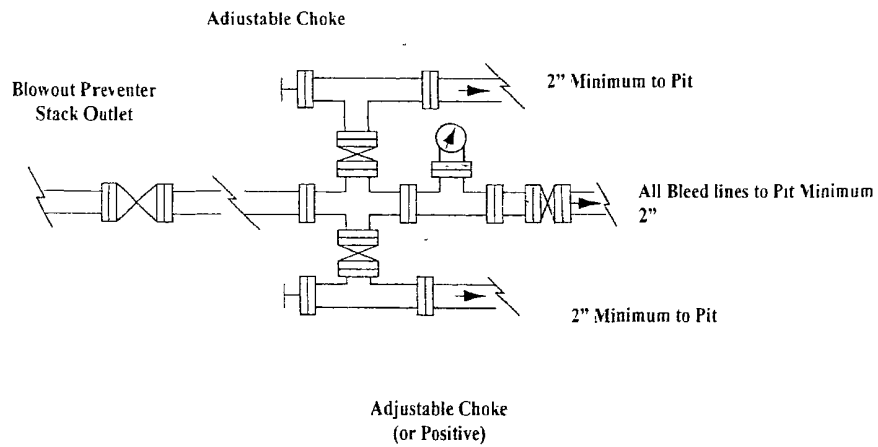 Adjustable Choke
2” Minimum to Pit
Blowout Preventer
Stack Outlet
All Bleed lines to Pit Minimum
2”
2” Minimum to Pit
Adjustable Choke
(or Positive)